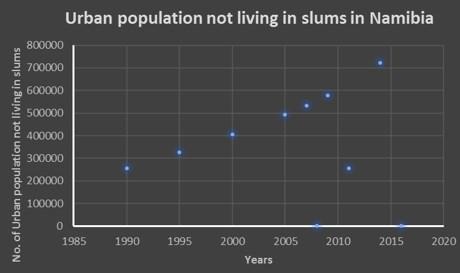 Urban population not living in slums in Namibia
No. of Urban population not living in slums
800000
700000
600000
500000
400000
300000
200000
100000
0
1985 1990 1995 2000 2005 2010 2015 2020
Years